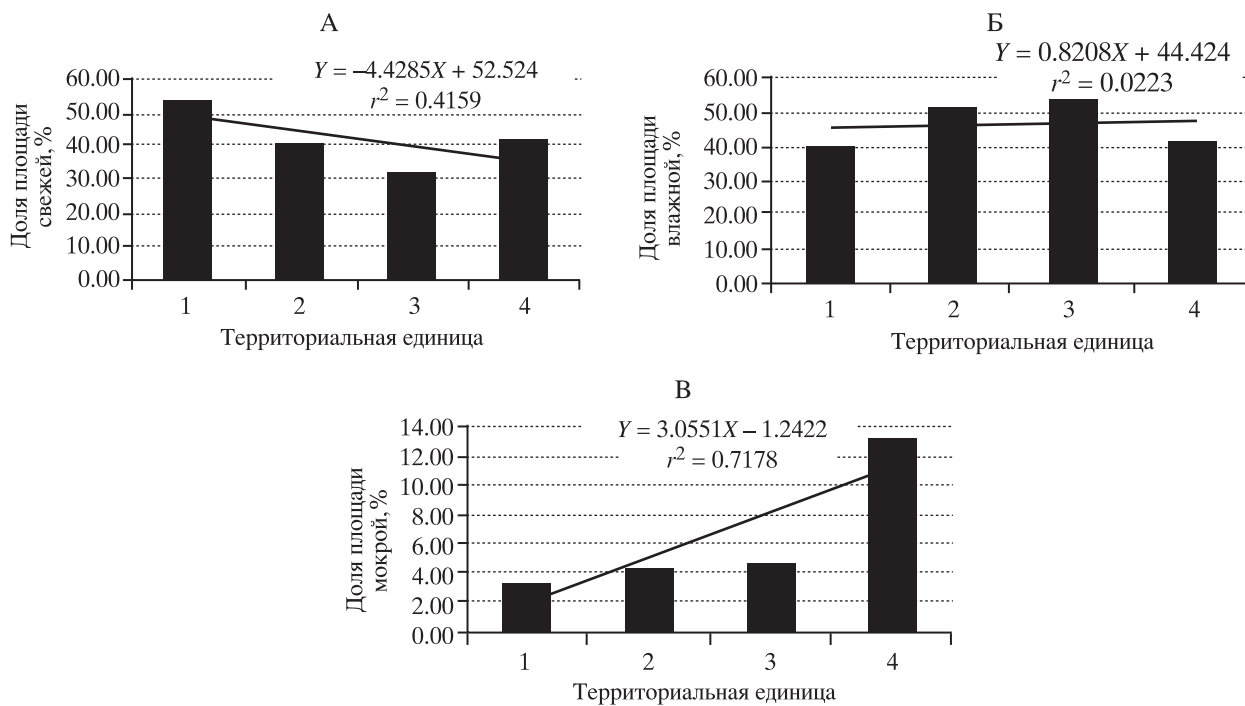 А
Y = –4.4285X + 52.524
r² = 0.4159
Доля площади
свежей, %
60.00
50.00
40.00
30.00
20.00
10.00
0.00
1 2 3 4
Территориальная единица
Б
Y = 0.8208X + 44.424
r² = 0.0223
Доля площади
влажной, %
60.00
50.00
40.00
30.00
20.00
10.00
0.00
1 2 3 4
Территориальная единица
В
Y = 3.0551X – 1.2422
r² = 0.7178
Доля площади
мокрой, %
14.00
12.00
10.00
8.00
6.00
4.00
2.00
0.00
1 2 3 4
Территориальная единица